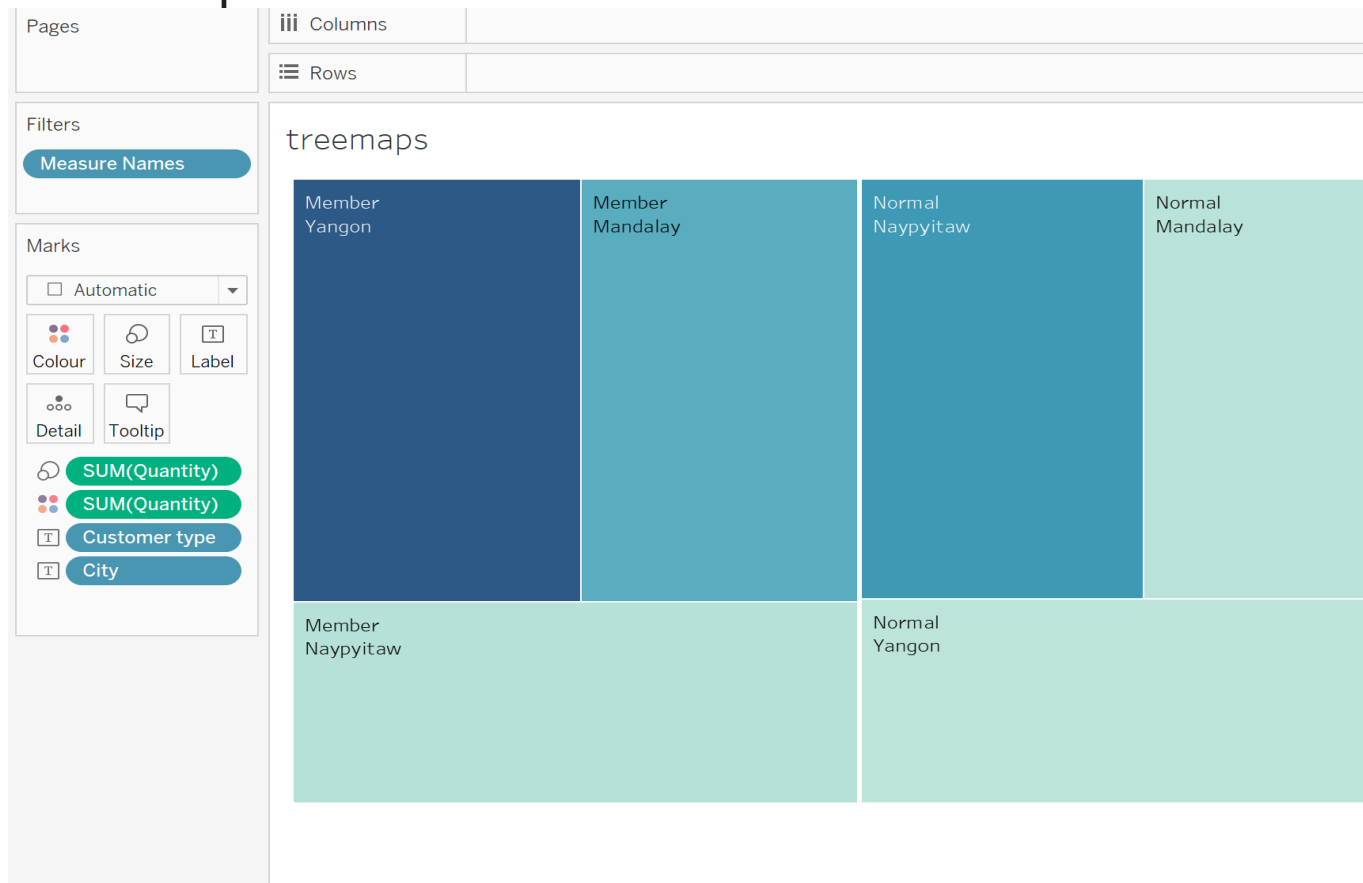 Pages
Columns
Rows
Filters
Measure Names
treemaps
Marks
Automatic
Colour
Size
T
Label
Detail
Tooltip
SUM(Quantity)
SUM(Quantity)
T
Customer type
T
City
Member
Yangon
Member
Mandalay
Normal
Naypyitaw
Normal
Mandalay
Member
Naypyitaw
Normal
Yangon